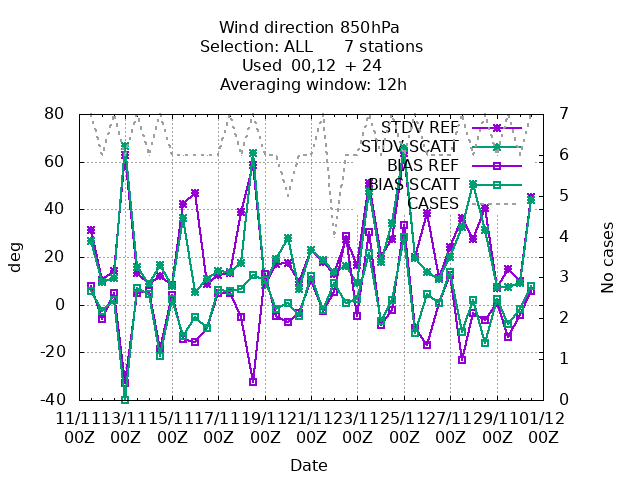 Wind direction 850hPa
Selection: ALL 7 stations
Used 00,12 + 24
Averaging window: 12h
80 7
STDV REF
STDV SCATT
60 6
BIAS REF
BIAS SCATT
CASES
40 5
4
20
3
0
2
-20
1
-40 0
deg
No cases
11/11 13/11 15/11 17/11 19/11 21/11 23/11 25/11 27/11 29/11 01/12
00Z 00Z 00Z 00Z 00Z 00Z 00Z 00Z 00Z 00Z 00Z
Date